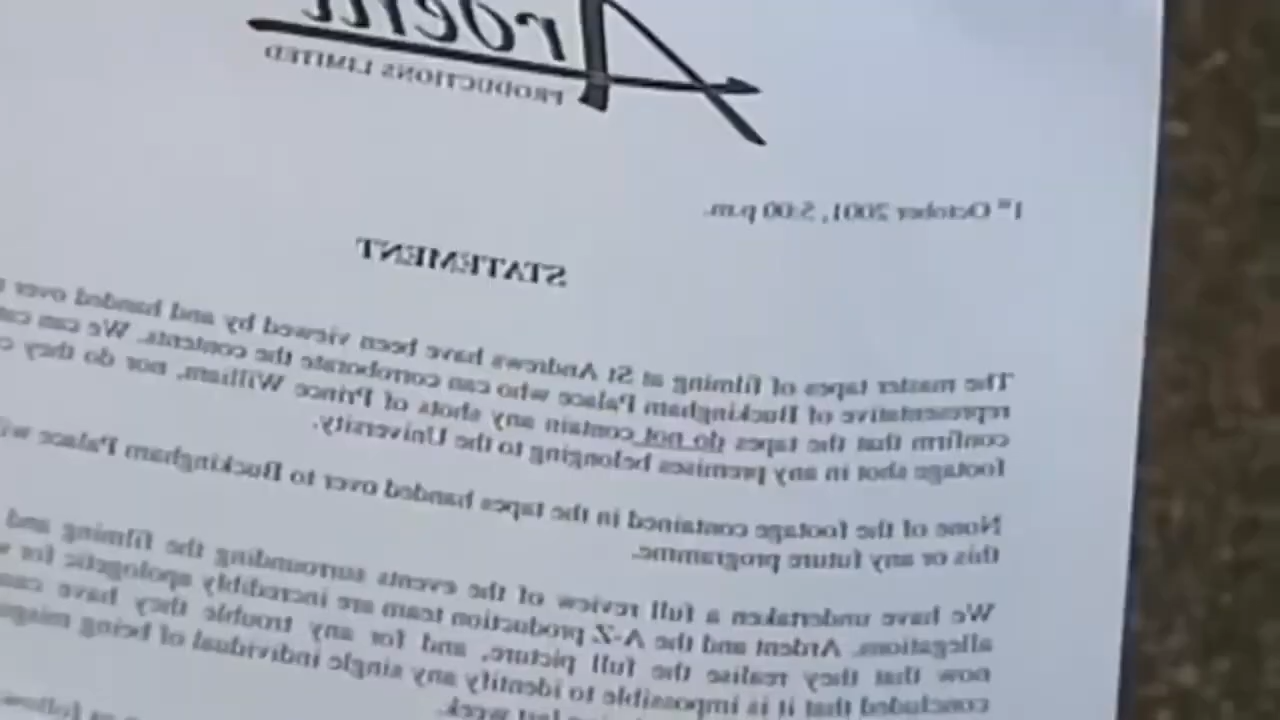 Ardent
PRODUCTIONS LIMITED
1st October 2001, 5:00 p.m.
STATEMENT
The master tapes of filming at St Andrews have been viewed by and handed over
representative of Buckingham Palace who can corroborate the contents. We can
confirm that the tapes do not contain any shots of Prince William, nor do they
footage shot in any premises belonging to the University.
None of the footage contained in the tapes handed over to Buckingham Palace
this or any future programme.
We have undertaken a full review of the events surrounding the filming and
allegations. Ardent and the A-Z production team are incredibly apologetic for
now that they realise the full picture, and for any trouble they have
concluded that it is impossible to identify any single individual of being
last week.